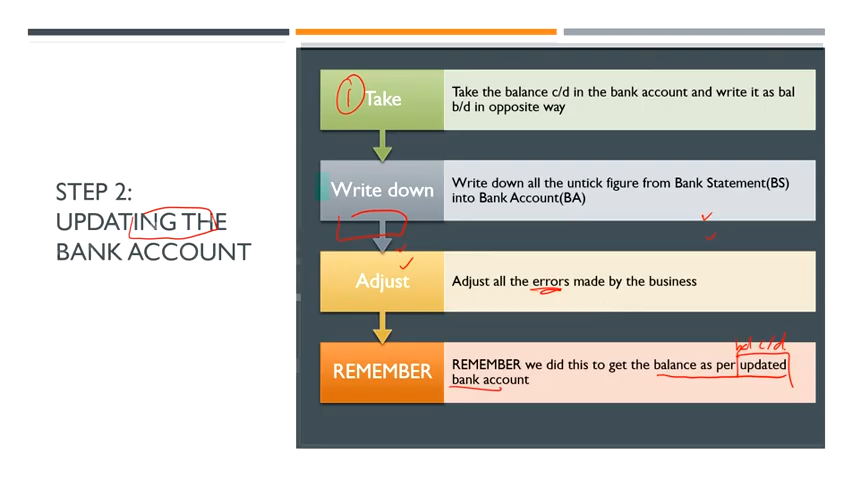 STEP 2:
UPDATING THE
BANK ACCOUNT
1
Take
Take the balance c/d in the bank account and write it as bal
b/d in opposite way
Write down
Write down all the untick figure from Bank Statement(BS)
into Bank Account(BA)
Adjust
Adjust all the errors made by the business
bal c/d
REMEMBER
REMEMBER we did this to get the balance as per updated
bank account